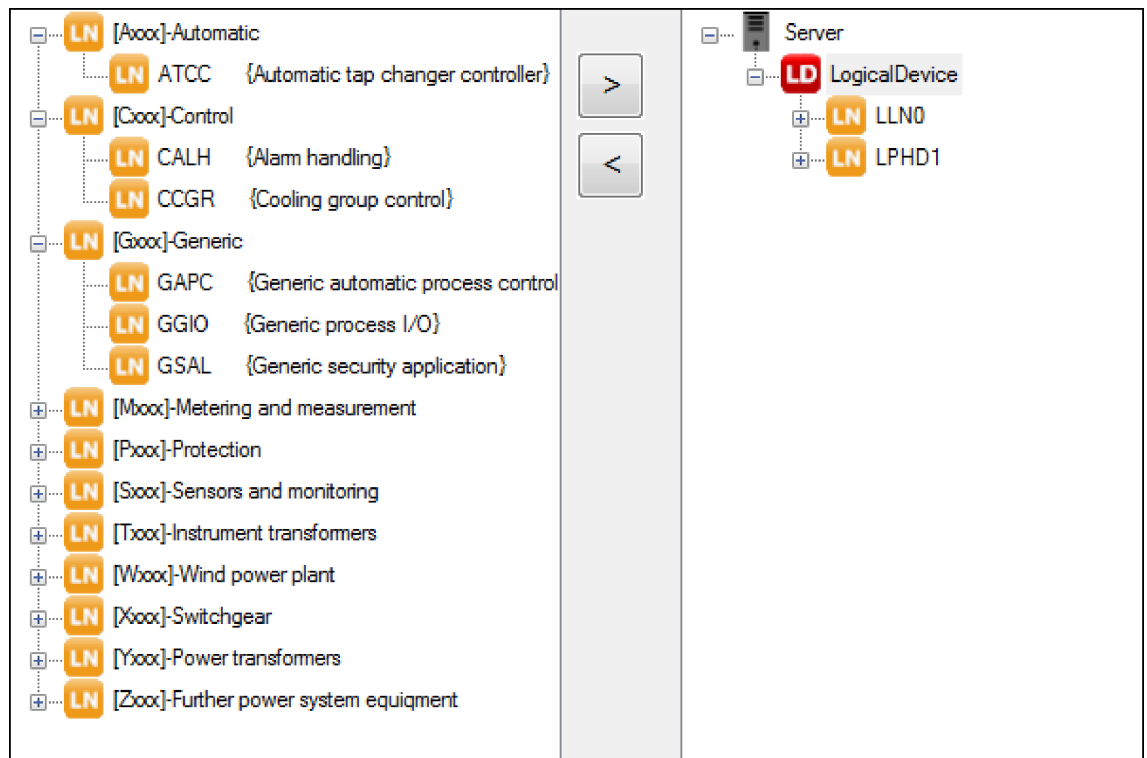 LN [Axxx]-Automatic
LN ATCC {Automatic tap changer controller}
LN [Cxxx]-Control
LN CALH {Alarm handling}
LN CCGR {Cooling group control}
LN [Gxxx]-Generic
LN GAPC {Generic automatic process control
LN GGIO {Generic process I/O}
LN GSAL {Generic security application}
LN [Mxxx]-Metering and measurement
LN [Pxxx]-Protection
LN [Sxxx]-Sensors and monitoring
LN [Txxx]-Instrument transformers
LN [Wxxx]-Wind power plant
LN [Xxxx]-Switchgear
LN [Yxxx]-Power transformers
LN [Zxxx]-Further power system equiqment
>
<
Server
LD LogicalDevice
LN LLN0
LN LPHD1